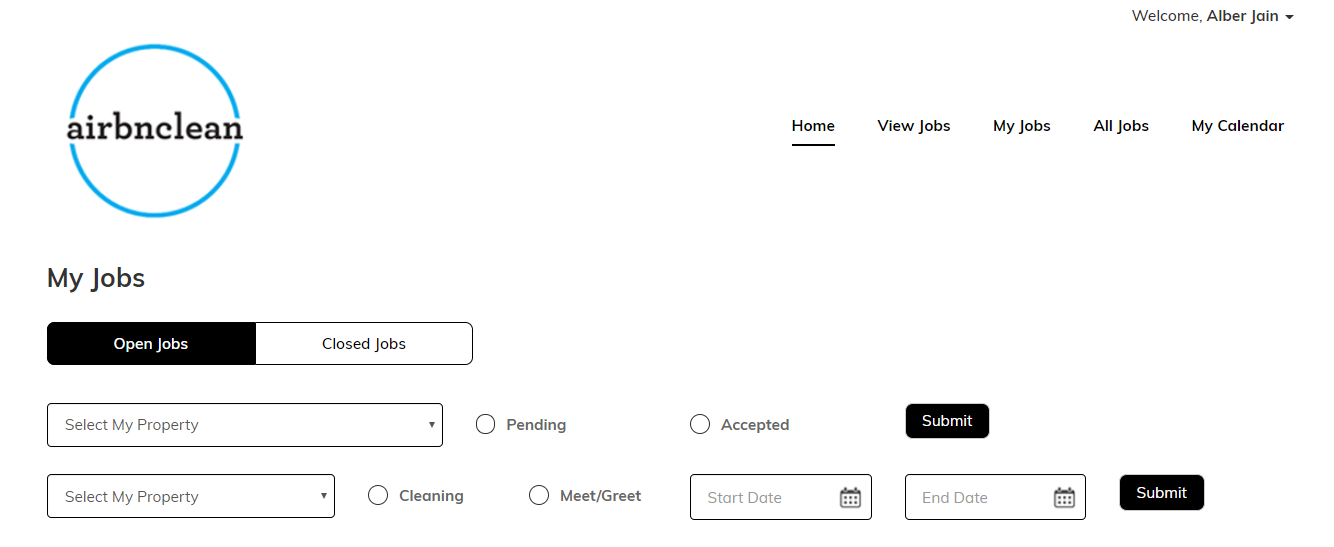 Welcome, Alber Jain
airbnclean
Home View Jobs My Jobs All Jobs My Calendar
My Jobs
Open Jobs Closed Jobs
Select My Property Pending Accepted Submit
Select My Property Cleaning Meet/Greet Start Date End Date Submit